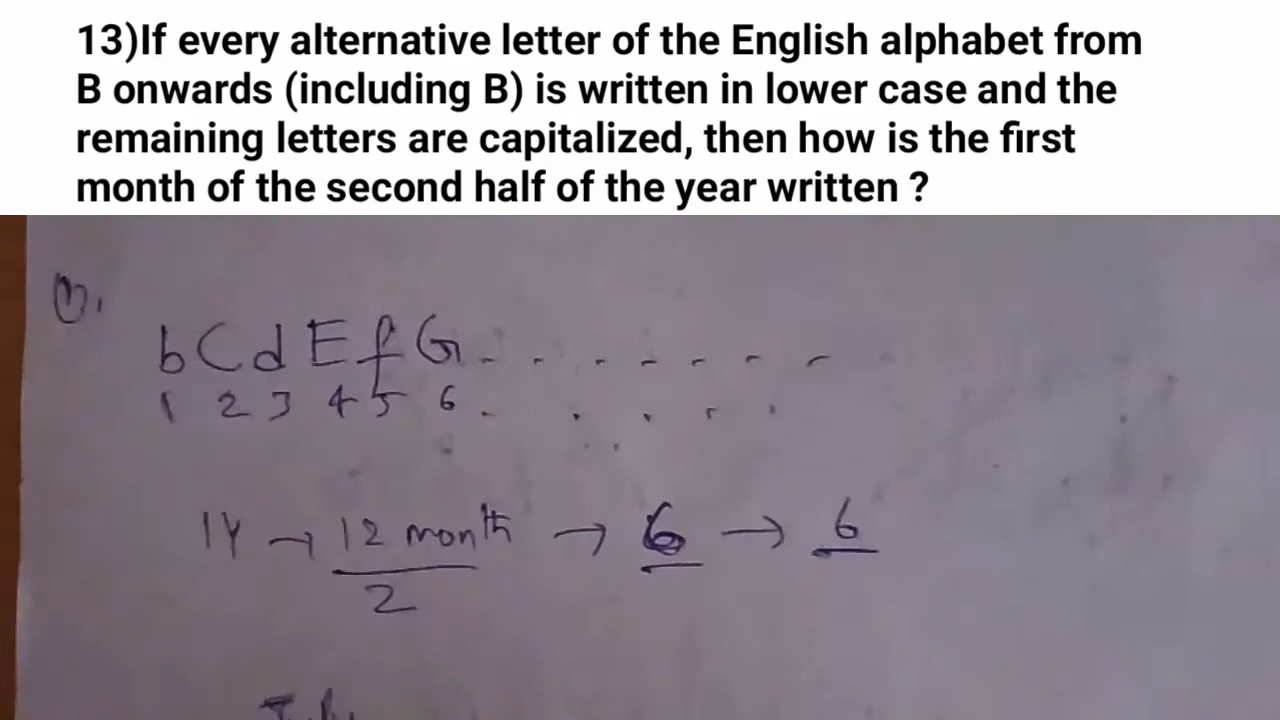 13)If every alternative letter of the English alphabet from
B onwards (including B) is written in lower case and the
remaining letters are capitalized, then how is the first
month of the second half of the year written ?
b C d E f G - - - - - - -
1 2 3 4 5 6 . . . . .
1Y → 12 month → 6 → 6
2